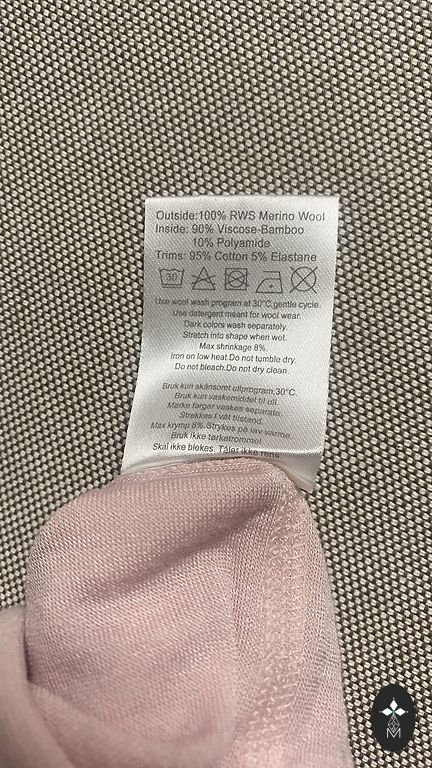 Outside:100% RWS Merino Wool
Inside: 90% Viscose-Bamboo
10% Polyamide
Trims: 95% Cotton 5% Elastane
30
Use wool wash program at 30°C,gentle cycle.
Use detergent meant for wool wear.
Dark colors wash separately.
Stretch into shape when wet.
Max shrinkage 8%.
Iron on low heat.Do not tumble dry.
Do not bleach.Do not dry clean.
Bruk kun skånsomt ullprogram,30°C.
Bruk kun vaskemiddel til ull.
Mørke farger vaskes separate.
Strekkes i våt tilstand.
Max krymp 8%.Strykes på lav varme.
Bruk ikke tørketrommel.
Skal ikke blekes. Tåler ikke rens
M